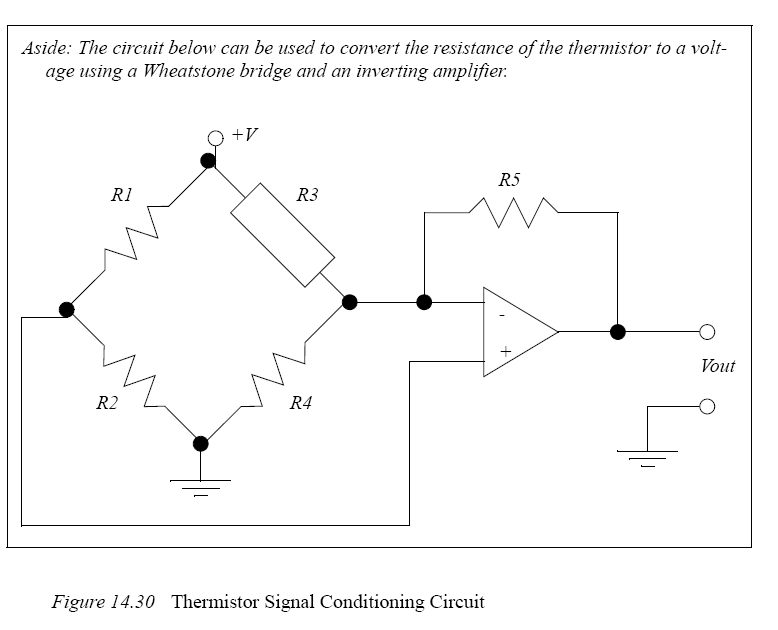 Aside: The circuit below can be used to convert the resistance of the thermistor to a volt-
age using a Wheatstone bridge and an inverting amplifier.
+V
R1
R3
R5
-
+
Vout
R2
R4
Figure 14.30 Thermistor Signal Conditioning Circuit